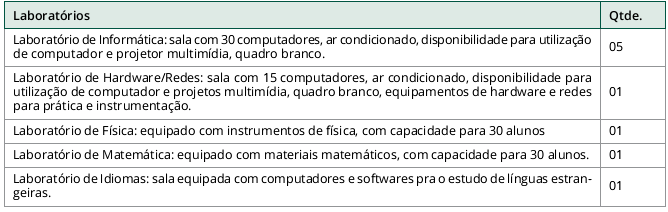 Laboratórios Qtde.
Laboratório de Informática: sala com 30 computadores, ar condicionado, disponibilidade para utilização
de computador e projetor multimídia, quadro branco.
05
Laboratório de Hardware/Redes: sala com 15 computadores, ar condicionado, disponibilidade para
utilização de computador e projetos multimídia, quadro branco, equipamentos de hardware e redes
para prática e instrumentação.
01
Laboratório de Física: equipado com instrumentos de física, com capacidade para 30 alunos 01
Laboratório de Matemática: equipado com materiais matemáticos, com capacidade para 30 alunos. 01
Laboratório de Idiomas: sala equipada com computadores e softwares pra o estudo de línguas estran-
geiras.
01